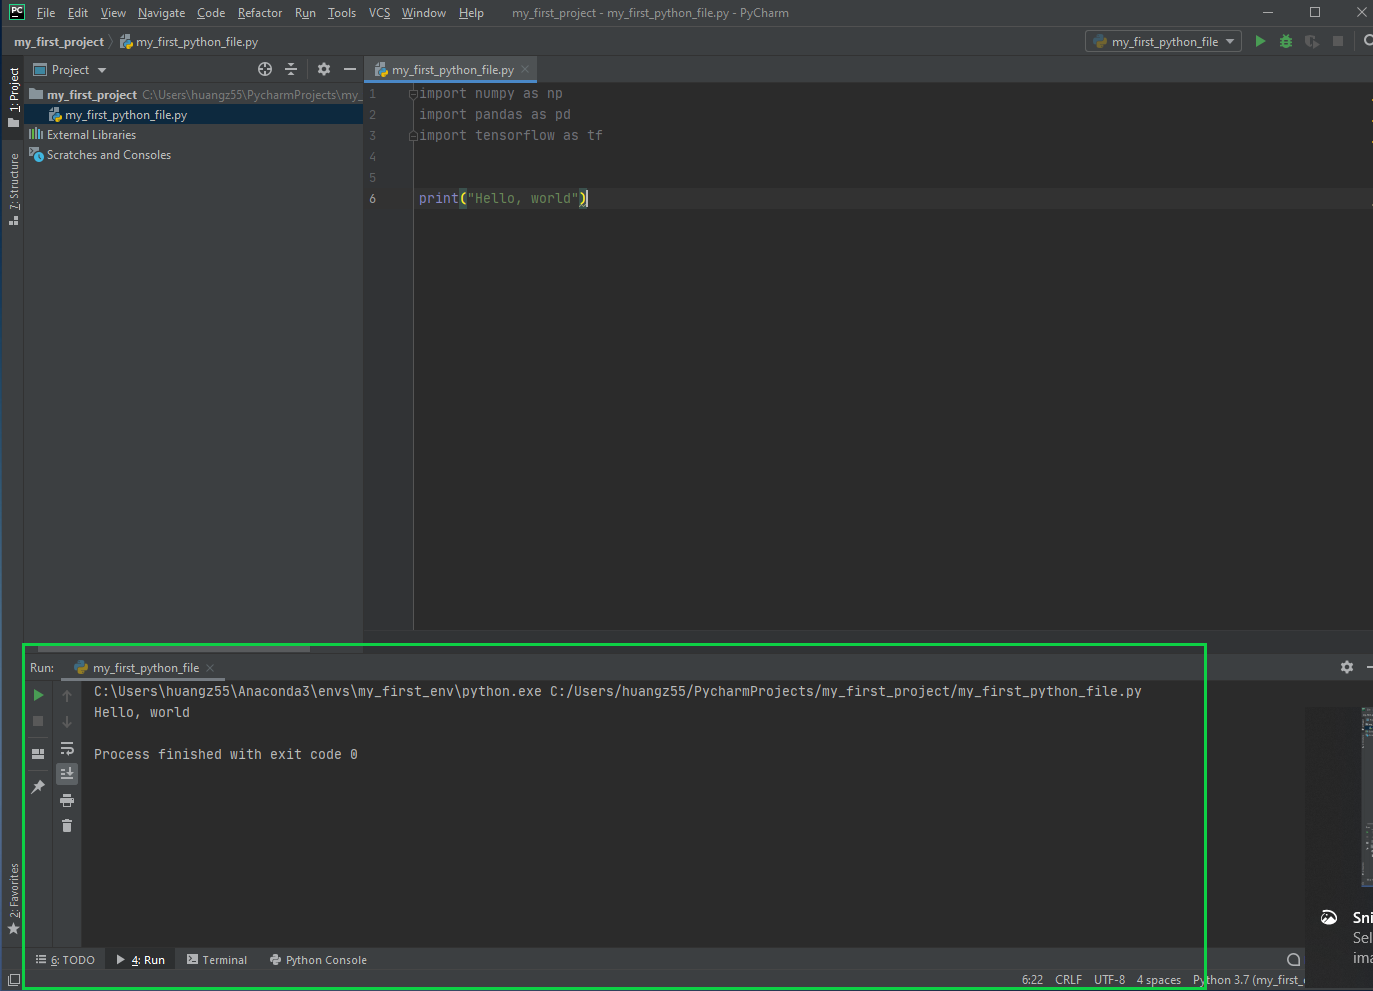 PC File Edit View Navigate Code Refactor Run Tools VCS Window Help my_first_project - my_first_python_file.py - PyCharm
my_first_project my_first_python_file.py my_first_python_file
1: Project
Project
my_first_python_file.py
my_first_project C:\Users\huangz55\PycharmProjects\my_
my_first_python_file.py
External Libraries
Scratches and Consoles
7: Structure
1 import numpy as np
2 import pandas as pd
3 import tensorflow as tf
4
5
6 print("Hello, world")
Run: my_first_python_file
C:\Users\huangz55\Anaconda3\envs\my_first_env\python.exe C:/Users/huangz55/PycharmProjects/my_first_project/my_first_python_file.py
Hello, world
Process finished with exit code 0
2: Favorites
Sni
Sel
ima
6: TODO 4: Run Terminal Python Console
6:22 CRLF UTF-8 4 spaces Python 3.7 (my_first_